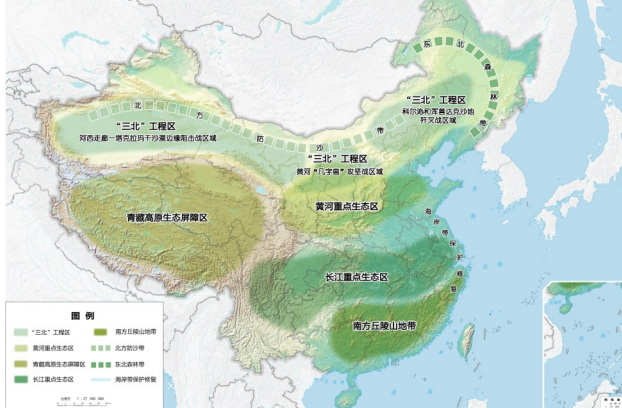 东北森林带
北方防沙带
“三北”工程区
科尔沁和浑善达克沙地
歼灭战区域
“三北”工程区
河西走廊—塔克拉玛干沙漠边缘阻击战区域
“三北”工程区
黄河“几字弯”攻坚战区域
青藏高原生态屏障区
黄河重点生态区
海岸带保护修复
长江重点生态区
南方丘陵山地带
图 例
“三北”工程区
南方丘陵山地带
黄河重点生态区
北方防沙带
青藏高原生态屏障区
东北森林带
长江重点生态区
海岸带保护修复